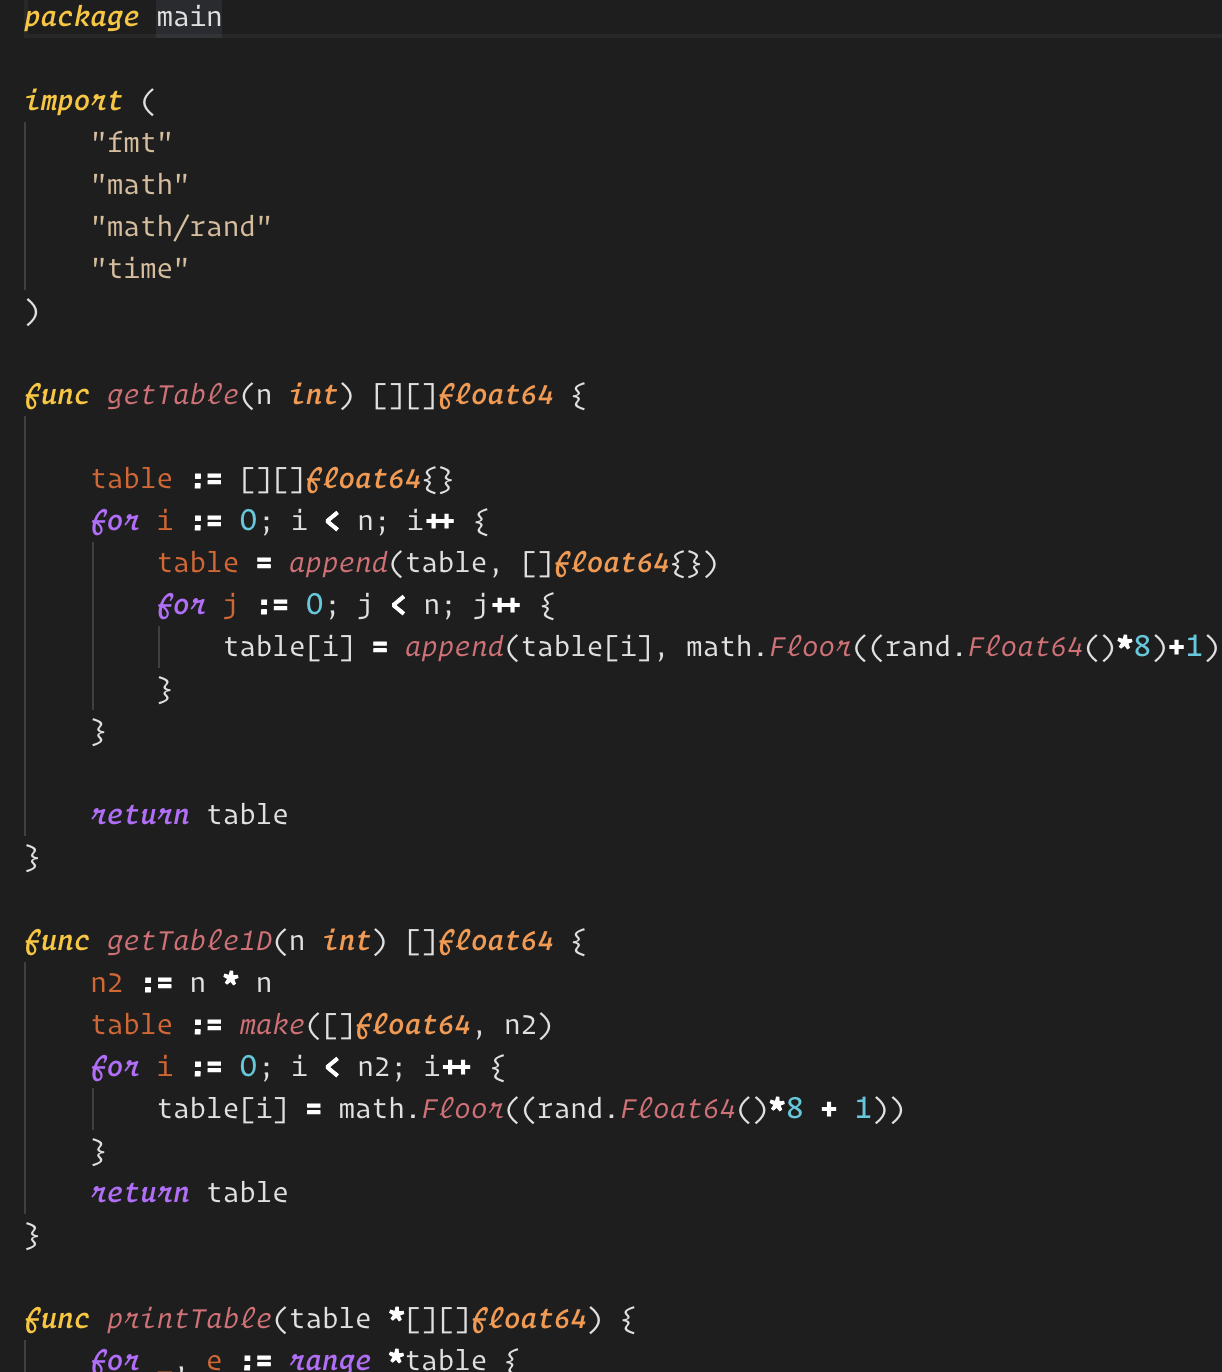 package main
import (
"fmt"
"math"
"math/rand"
"time"
)
func getTable(n int) [][]float64 {
table := [][]float64{}
for i := 0; i < n; i++ {
table = append(table, []float64{})
for j := 0; j < n; j++ {
table[i] = append(table[i], math.Floor((rand.Float64()*8)+1)
}
}
return table
}
func getTable1D(n int) []float64 {
n2 := n * n
table := make([]float64, n2)
for i := 0; i < n2; i++ {
table[i] = math.Floor((rand.Float64()*8 + 1))
}
return table
}
func printTable(table *[][]float64) {
for _, e := range *table {